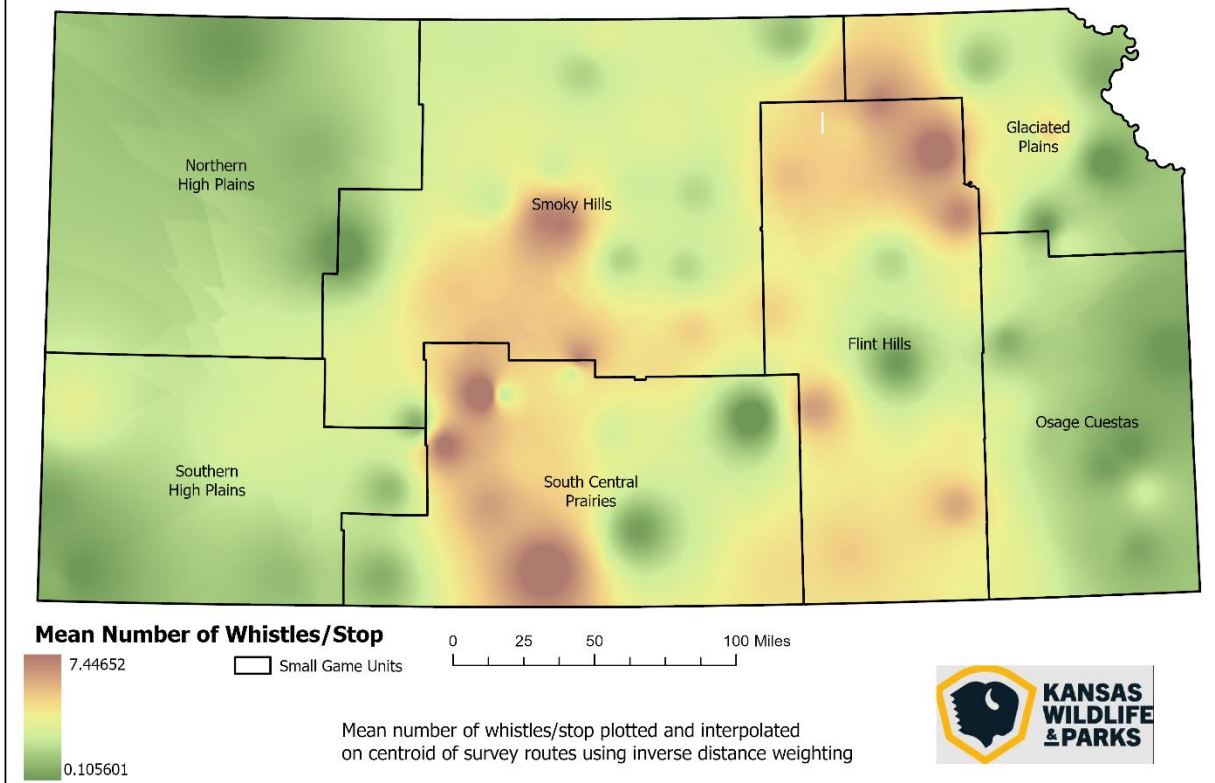 Northern
High Plains
Smoky Hills
Glaciated
Plains
Flint Hills
Osage Cuestas
Southern
High Plains
South Central
Prairies
Mean Number of Whistles/Stop
7.44652
0.105601
Small Game Units
0 25 50 100 Miles
Mean number of whistles/stop plotted and interpolated
on centroid of survey routes using inverse distance weighting
KANSAS
WILDLIFE
& PARKS